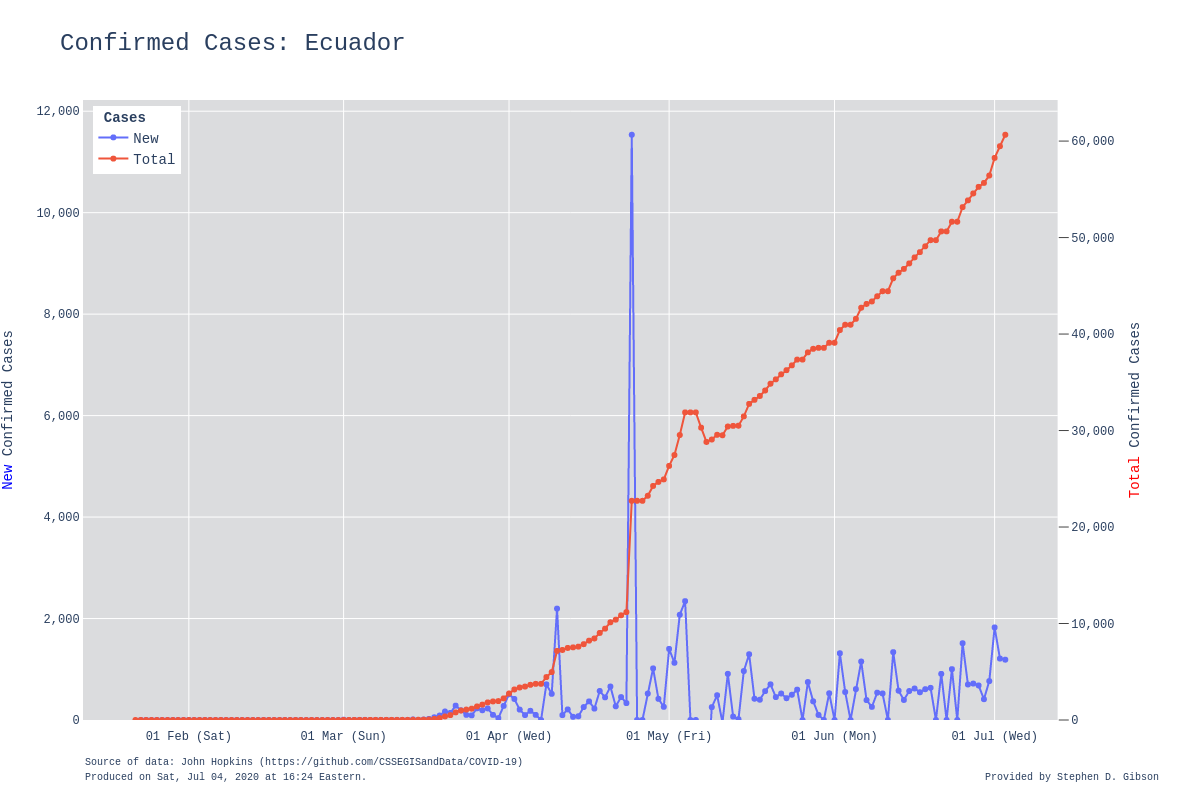 Confirmed Cases: Ecuador
Cases
New
Total
12,000
10,000
8,000
6,000
4,000
2,000
0
New Confirmed Cases
60,000
50,000
40,000
30,000
20,000
10,000
0
Total Confirmed Cases
01 Feb (Sat)
01 Mar (Sun)
01 Apr (Wed)
01 May (Fri)
01 Jun (Mon)
01 Jul (Wed)
Source of data: John Hopkins (https://github.com/CSSEGISandData/COVID-19)
Produced on Sat, Jul 04, 2020 at 16:24 Eastern.
Provided by Stephen D. Gibson